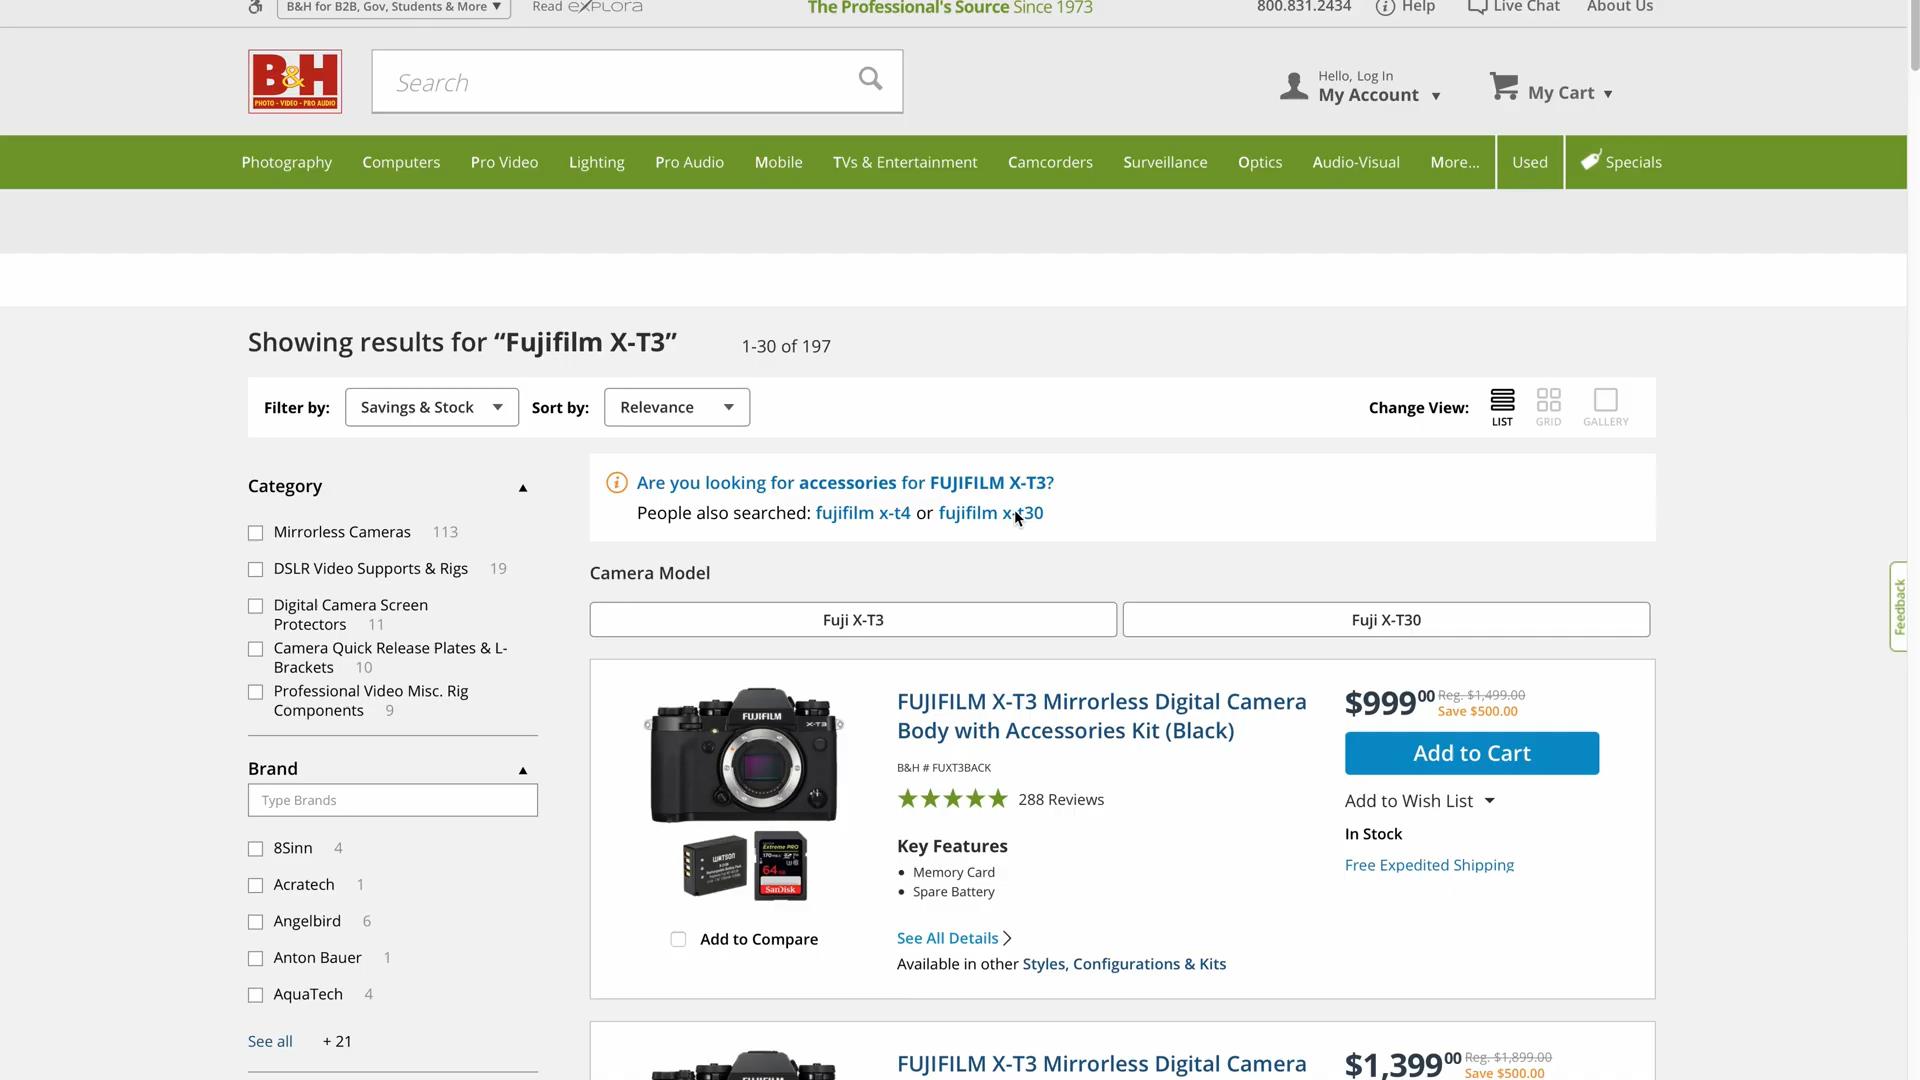 B&H for B2B, Gov, Students & More ▼
Read eXPLORA
The Professional's Source Since 1973
800.831.2434
Help
Live Chat
About Us
B&H
PHOTO - VIDEO - PRO AUDIO
Search
Hello, Log In
My Account ▼
My Cart ▼
Photography
Computers
Pro Video
Lighting
Pro Audio
Mobile
TVs & Entertainment
Camcorders
Surveillance
Optics
Audio-Visual
More...
Used
Specials
Showing results for “Fujifilm X-T3”
1-30 of 197
Filter by:
Savings & Stock
Sort by:
Relevance
Change View:
LIST
GRID
GALLERY
Category
Mirrorless Cameras 113
DSLR Video Supports & Rigs 19
Digital Camera Screen
Protectors 11
Camera Quick Release Plates & L-
Brackets 10
Professional Video Misc. Rig
Components 9
Brand
Type Brands
8Sinn 4
Acratech 1
Angelbird 6
Anton Bauer 1
AquaTech 4
See all + 21
Are you looking for accessories for FUJIFILM X-T3?
People also searched: fujifilm x-t4 or fujifilm x-t30
Camera Model
Fuji X-T3
Fuji X-T30
FUJIFILM
X-T3
WATSON
SanDisk
Extreme PRO
170 MB/s
64
Add to Compare
FUJIFILM X-T3 Mirrorless Digital Camera
Body with Accessories Kit (Black)
B&H # FUXT3BACK
288 Reviews
Key Features
• Memory Card
• Spare Battery
See All Details
Available in other Styles, Configurations & Kits
$999.00 Reg. $1,499.00
Save $500.00
Add to Cart
Add to Wish List
In Stock
Free Expedited Shipping
Feedback
FUJIFILM
FUJIFILM X-T3 Mirrorless Digital Camera
$1,399.00 Reg. $1,899.00
Save $500.00